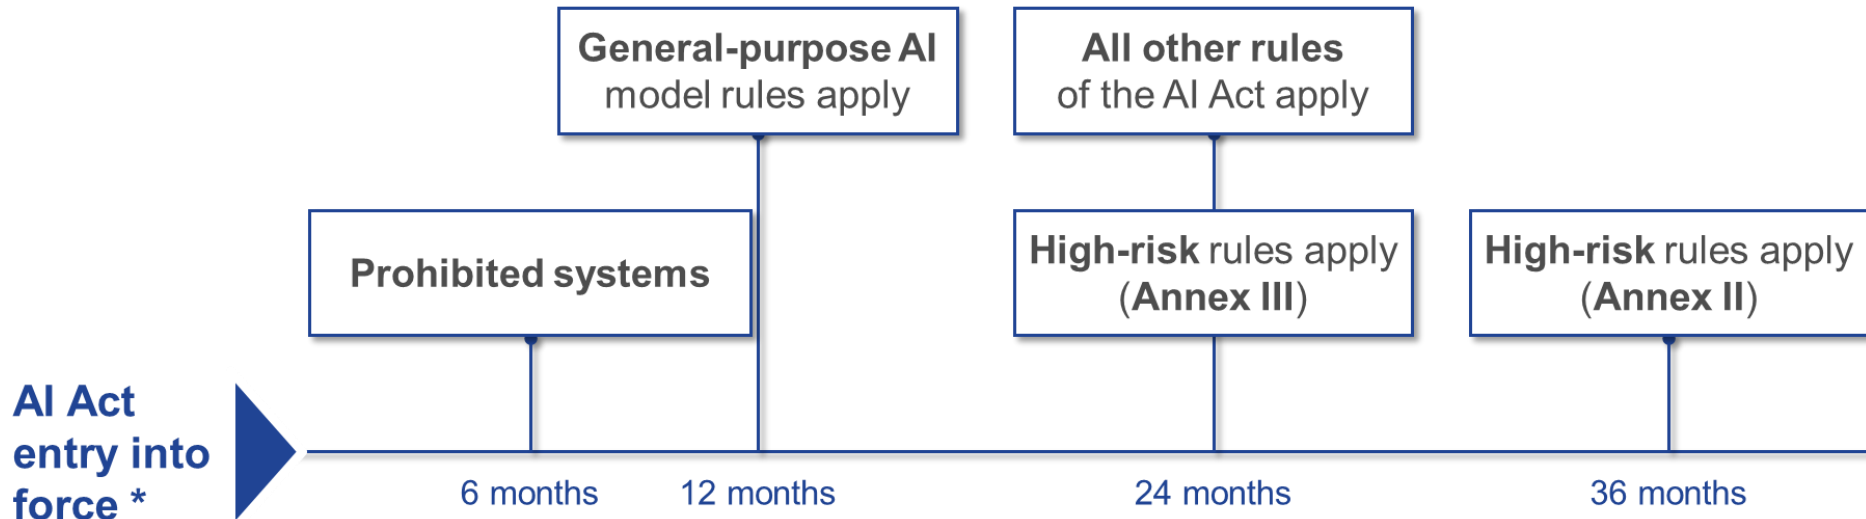 General-purpose AI
model rules apply
All other rules
of the AI Act apply
Prohibited systems
High-risk rules apply
(Annex III)
High-risk rules apply
(Annex II)
AI Act
entry into
force *
6 months
12 months
24 months
36 months